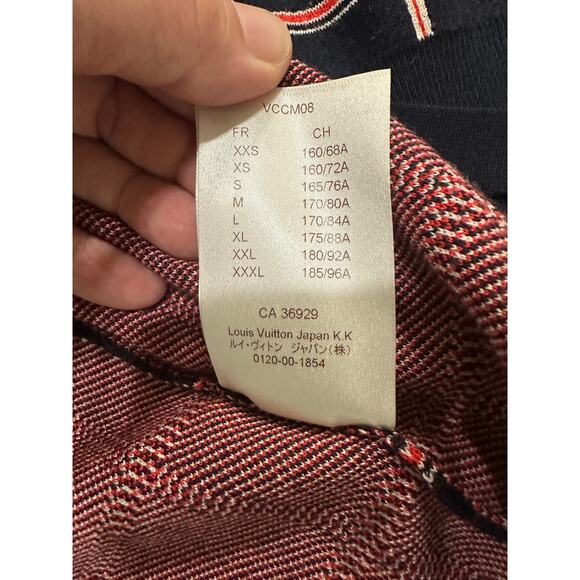 VCCM08
FR CH
XXS 160/68A
XS 160/72A
S 165/76A
M 170/80A
L 170/84A
XL 175/88A
XXL 180/92A
XXXL 185/96A
CA 36929
Louis Vuitton Japan K.K
ルイ・ヴィトン ジャパン(株)
0120-00-1854